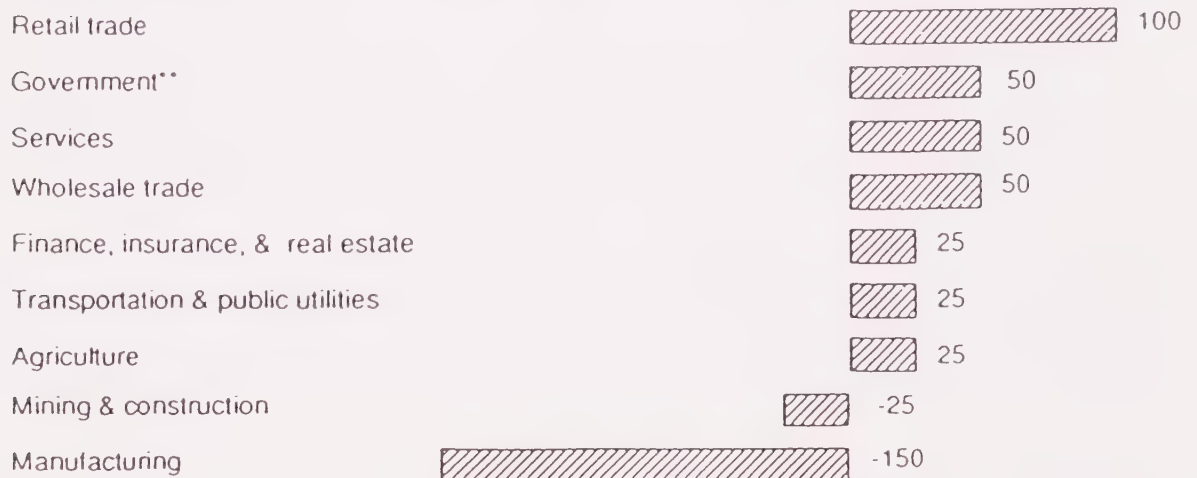 Retail trade 100
Government** 50
Services 50
Wholesale trade 50
Finance, insurance, & real estate 25
Transportation & public utilities 25
Agriculture 25
Mining & construction -25
Manufacturing -150